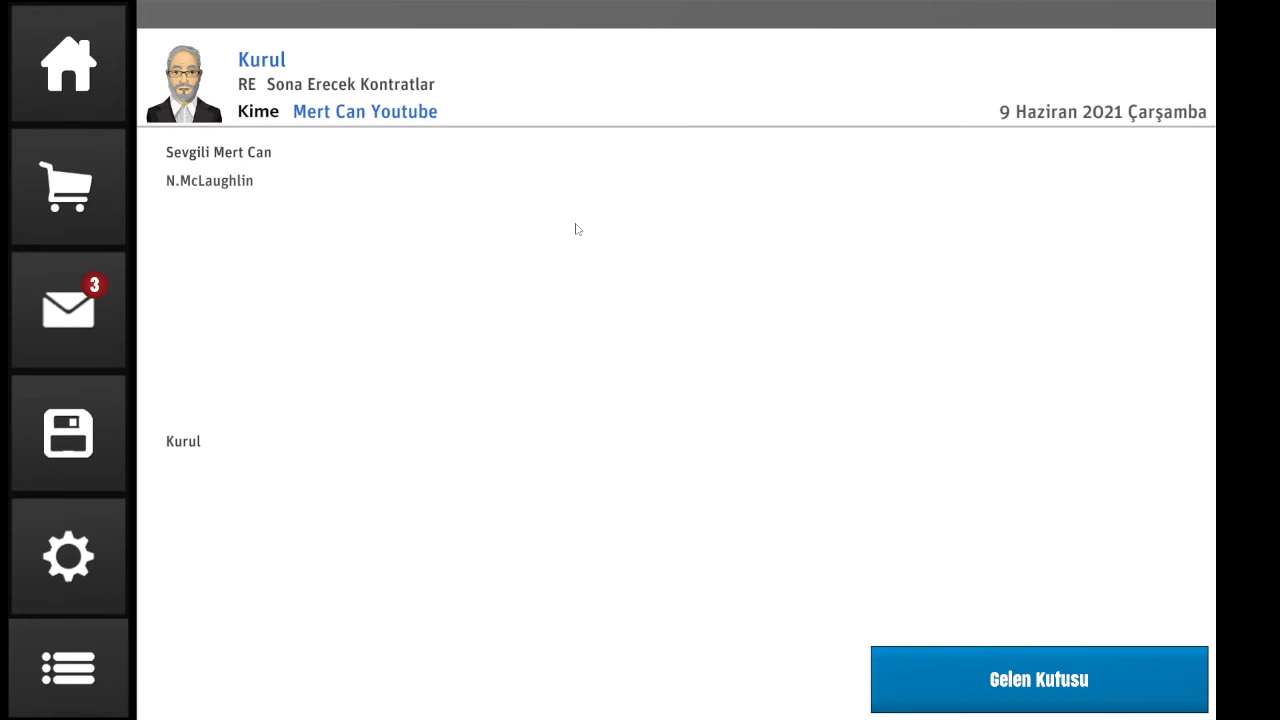 Kurul
RE Sona Erecek Kontratlar
Kime Mert Can Youtube
9 Haziran 2021 Çarşamba
Sevgili Mert Can
N.McLaughlin
3
Kurul
Gelen Kutusu